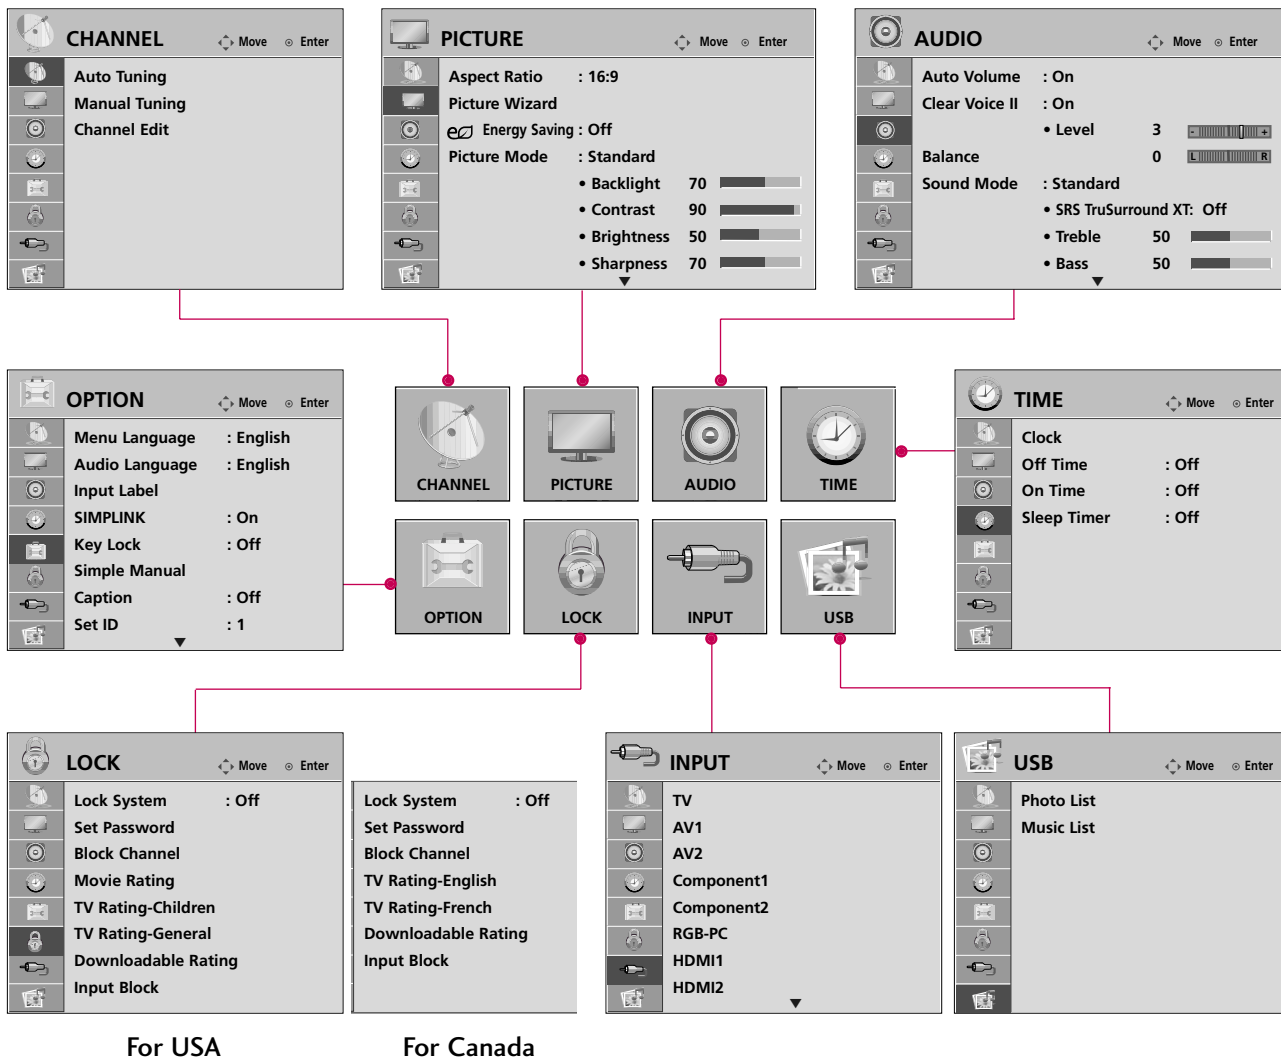 CHANNEL Move Enter
Auto Tuning
Manual Tuning
Channel Edit
PICTURE Move Enter
Aspect Ratio : 16:9
Picture Wizard
Energy Saving : Off
Picture Mode : Standard
• Backlight 70
• Contrast 90
• Brightness 50
• Sharpness 70
AUDIO Move Enter
Auto Volume : On
Clear Voice II : On
• Level 3 - +
Balance 0 L R
Sound Mode : Standard
• SRS TruSurround XT: Off
• Treble 50
• Bass 50
OPTION Move Enter
Menu Language : English
Audio Language : English
Input Label
SIMPLINK : On
Key Lock : Off
Simple Manual
Caption : Off
Set ID : 1
CHANNEL
PICTURE
AUDIO
TIME
OPTION
LOCK
INPUT
USB
TIME Move Enter
Clock
Off Time : Off
On Time : Off
Sleep Timer : Off
LOCK Move Enter
Lock System : Off
Set Password
Block Channel
Movie Rating
TV Rating-Children
TV Rating-General
Downloadable Rating
Input Block
For USA
Lock System : Off
Set Password
Block Channel
TV Rating-English
TV Rating-French
Downloadable Rating
Input Block
For Canada
INPUT Move Enter
TV
AV1
AV2
Component1
Component2
RGB-PC
HDMI1
HDMI2
USB Move Enter
Photo List
Music List